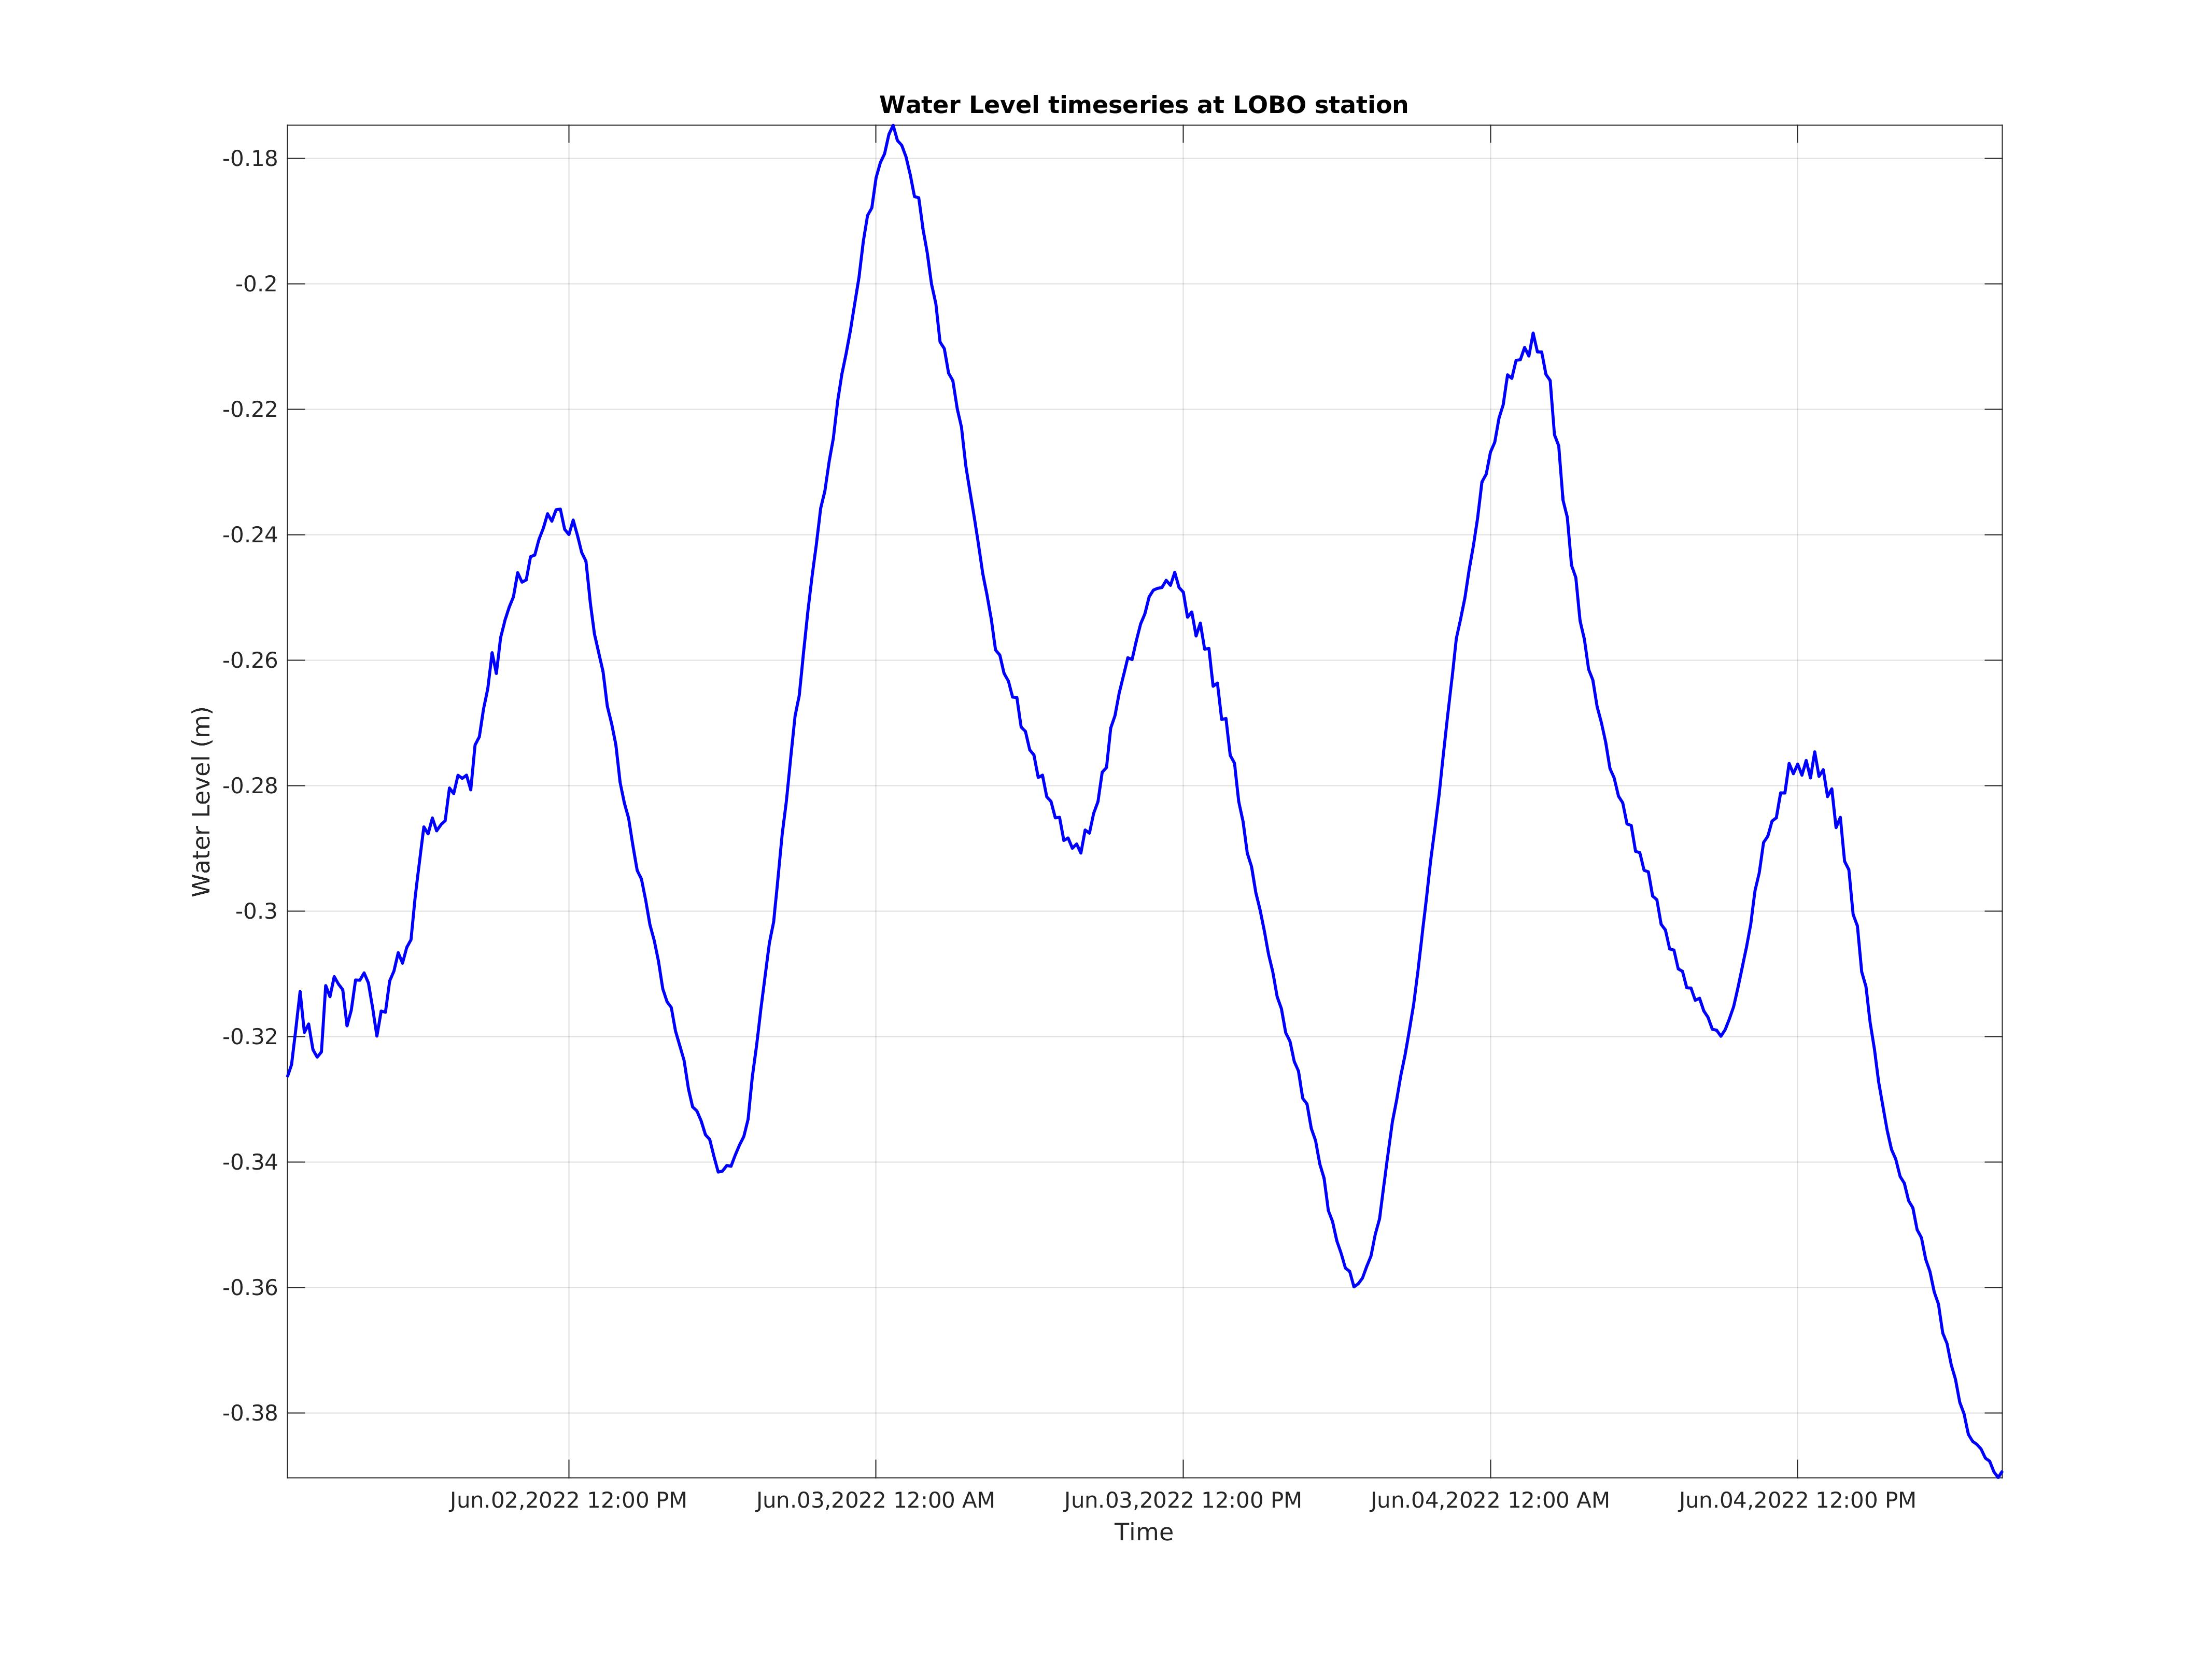 Water Level timeseries at LOBO station
-0.18
-0.2
-0.22
-0.24
-0.26
-0.28
-0.3
-0.32
-0.34
-0.36
-0.38
Water Level (m)
Jun.02,2022 12:00 PM
Jun.03,2022 12:00 AM
Jun.03,2022 12:00 PM
Jun.04,2022 12:00 AM
Jun.04,2022 12:00 PM
Time